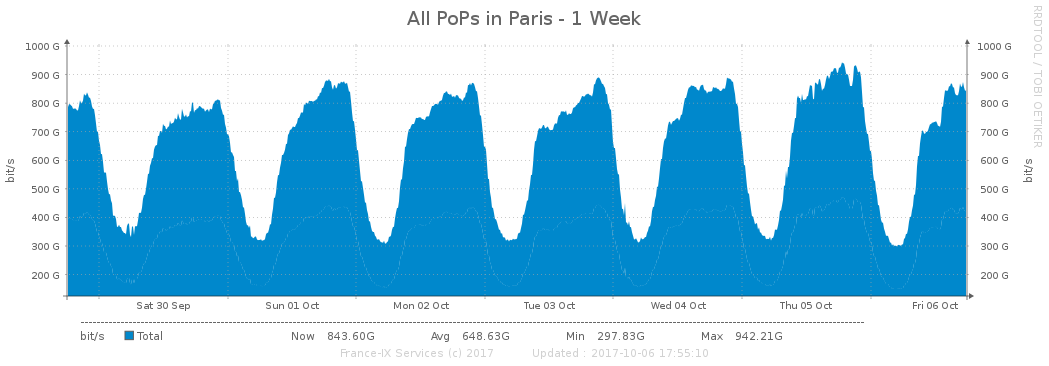 All PoPs in Paris - 1 Week
RRDTOOL / TOBI OETIKER
bit/s
bit/s
1000 G 1000 G
900 G 900 G
800 G 800 G
700 G 700 G
600 G 600 G
500 G 500 G
400 G 400 G
300 G 300 G
200 G 200 G
Sat 30 Sep Sun 01 Oct Mon 02 Oct Tue 03 Oct Wed 04 Oct Thu 05 Oct Fri 06 Oct
bit/s Total Now 843.60G Avg 648.63G Min 297.83G Max 942.21G
France-IX Services (c) 2017 Updated : 2017-10-06 17:55:10